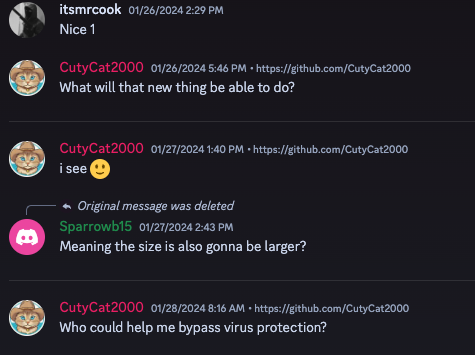 itsmrcook 01/26/2024 2:29 PM
Nice 1
CutyCat2000 01/26/2024 5:46 PM • https://github.com/CutyCat2000
What will that new thing be able to do?
CutyCat2000 01/27/2024 1:40 PM • https://github.com/CutyCat2000
i see 🙂
Original message was deleted
Sparrowb15 01/27/2024 2:43 PM
Meaning the size is also gonna be larger?
CutyCat2000 01/28/2024 8:16 AM • https://github.com/CutyCat2000
Who could help me bypass virus protection?